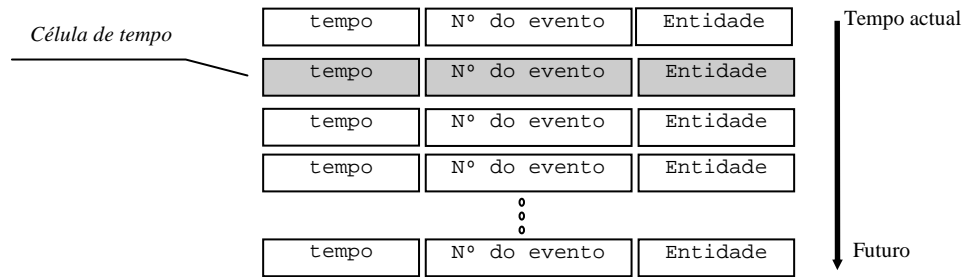 tempo Nº do evento Entidade Tempo actual
Célula de tempo
tempo Nº do evento Entidade
tempo Nº do evento Entidade
tempo Nº do evento Entidade
tempo Nº do evento Entidade Futuro